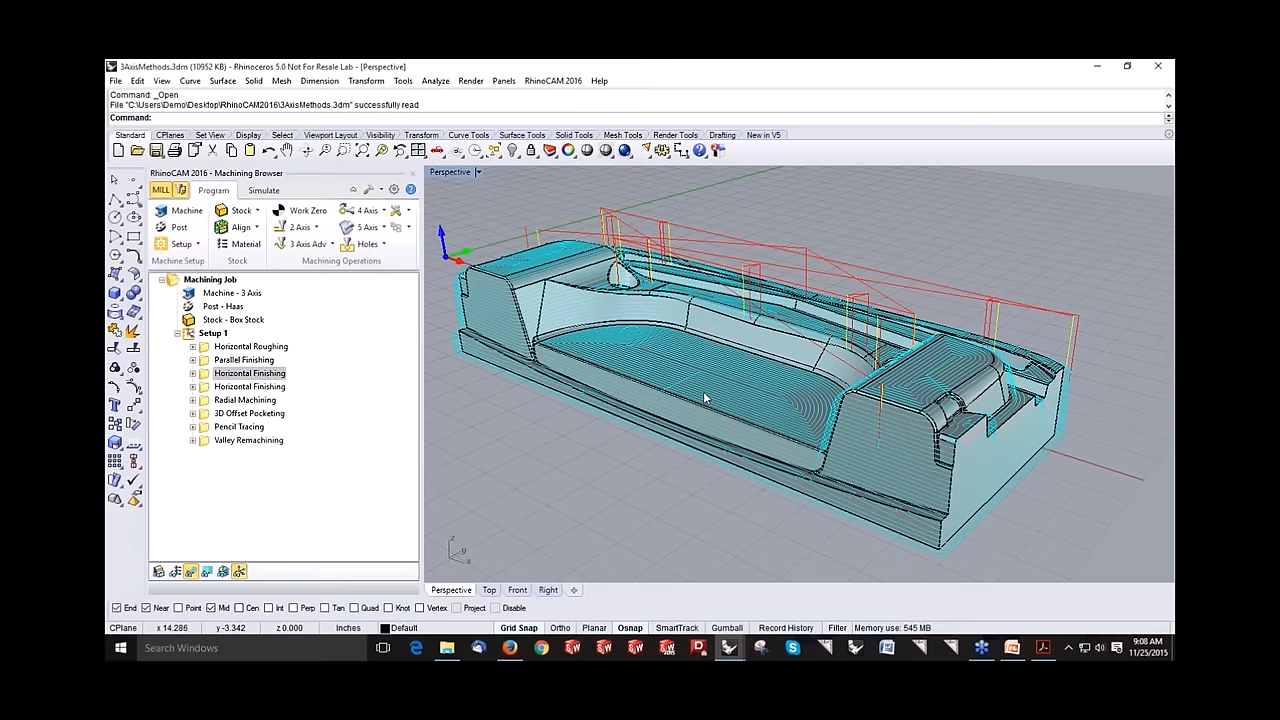 3AxisMethods.3dm (10952 KB) - Rhinoceros 5.0 Not For Resale Lab - [Perspective]
File Edit View Curve Surface Solid Mesh Dimension Transform Tools Analyze Render Panels RhinoCAM 2016 Help
Command: _Open
File "C:\Users\Demo\Desktop\RhinoCAM2016\3AxisMethods.3dm" successfully read
Command:
Standard CPlanes Set View Display Select Viewport Layout Visibility Transform Curve Tools Surface Tools Solid Tools Mesh Tools Render Tools Drafting New in V5
RhinoCAM 2016 - Machining Browser
Perspective
MILL Program Simulate
Machine Stock Work Zero 4 Axis
Post Align 2 Axis 5 Axis
Setup Material 3 Axis Adv Holes
Machine Setup Stock Machining Operations
Machining Job
Machine - 3 Axis
Post - Haas
Stock - Box Stock
Setup 1
Horizontal Roughing
Parallel Finishing
Horizontal Finishing
Horizontal Finishing
Radial Machining
3D Offset Pocketing
Pencil Tracing
Valley Remachining
z
y
x
Perspective Top Front Right
End Near Point Mid Cen Int Perp Tan Quad Knot Vertex Project Disable
CPlane x 14.286 y -3.342 z 0.000 Inches Default Grid Snap Ortho Planar Osnap SmartTrack Gumball Record History Filter Memory use: 545 MB
Search Windows
9:08 AM
11/25/2015